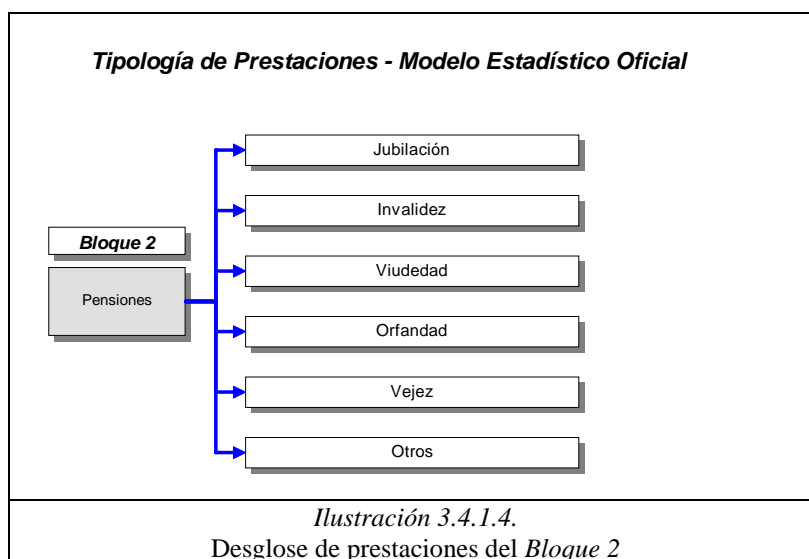 Tipología de Prestaciones - Modelo Estadístico Oficial
Jubilación
Invalidez
Bloque 2
Viudedad
Pensiones
Orfandad
Vejez
Otros
Ilustración 3.4.1.4.
Desglose de prestaciones del Bloque 2